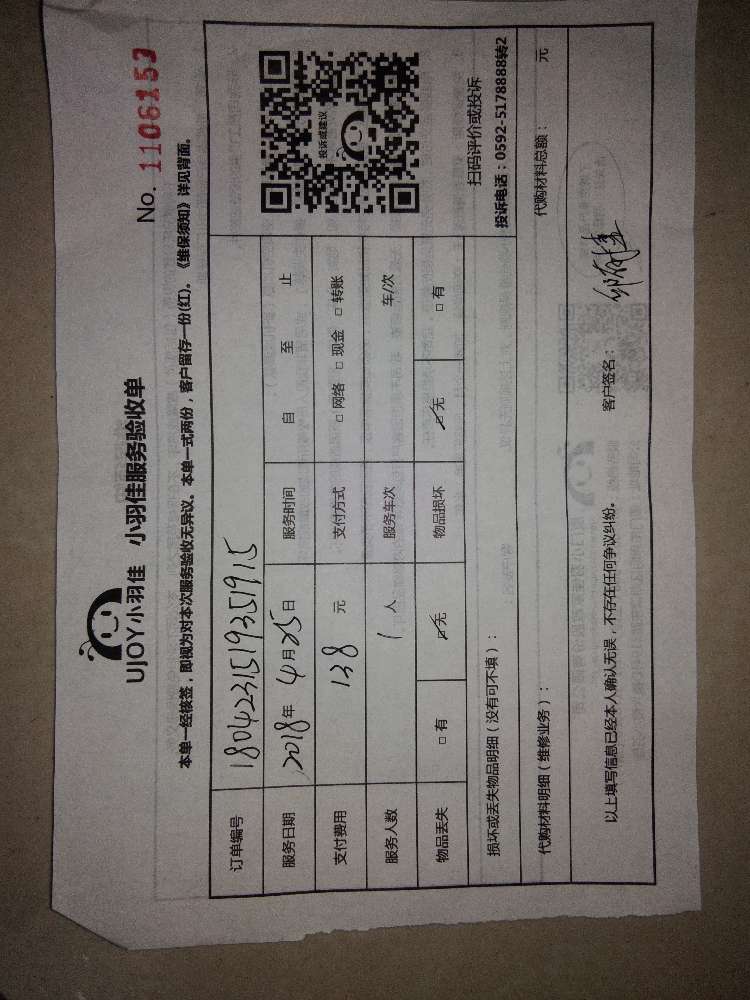 No. 1106153
UJOY小羽佳 小羽佳服务验收单
本单一经核签，即视为对本次服务验收无异议。本单一式两份，客户留存一份(红)。《维保须知》详见背面。
订单编号 180423151935 1915
服务日期 2018年 4月25日 服务时间 自 至 止
支付费用 138 元 支付方式 □ 网络 □ 现金 □ 转账
服务人数 1 人 服务车次 车/次
物品丢失 □ 有 □无 物品损坏 □无 □ 有
投诉或建议
扫码评价或投诉
投诉电话：0592-5178888转2
损坏或丢失物品明细（没有可不填）：
代购材料明细（维修业务）： 代购材料总额： 元
以上填写信息已经本人确认无误，不存在任何争议纠纷。 客户签名：